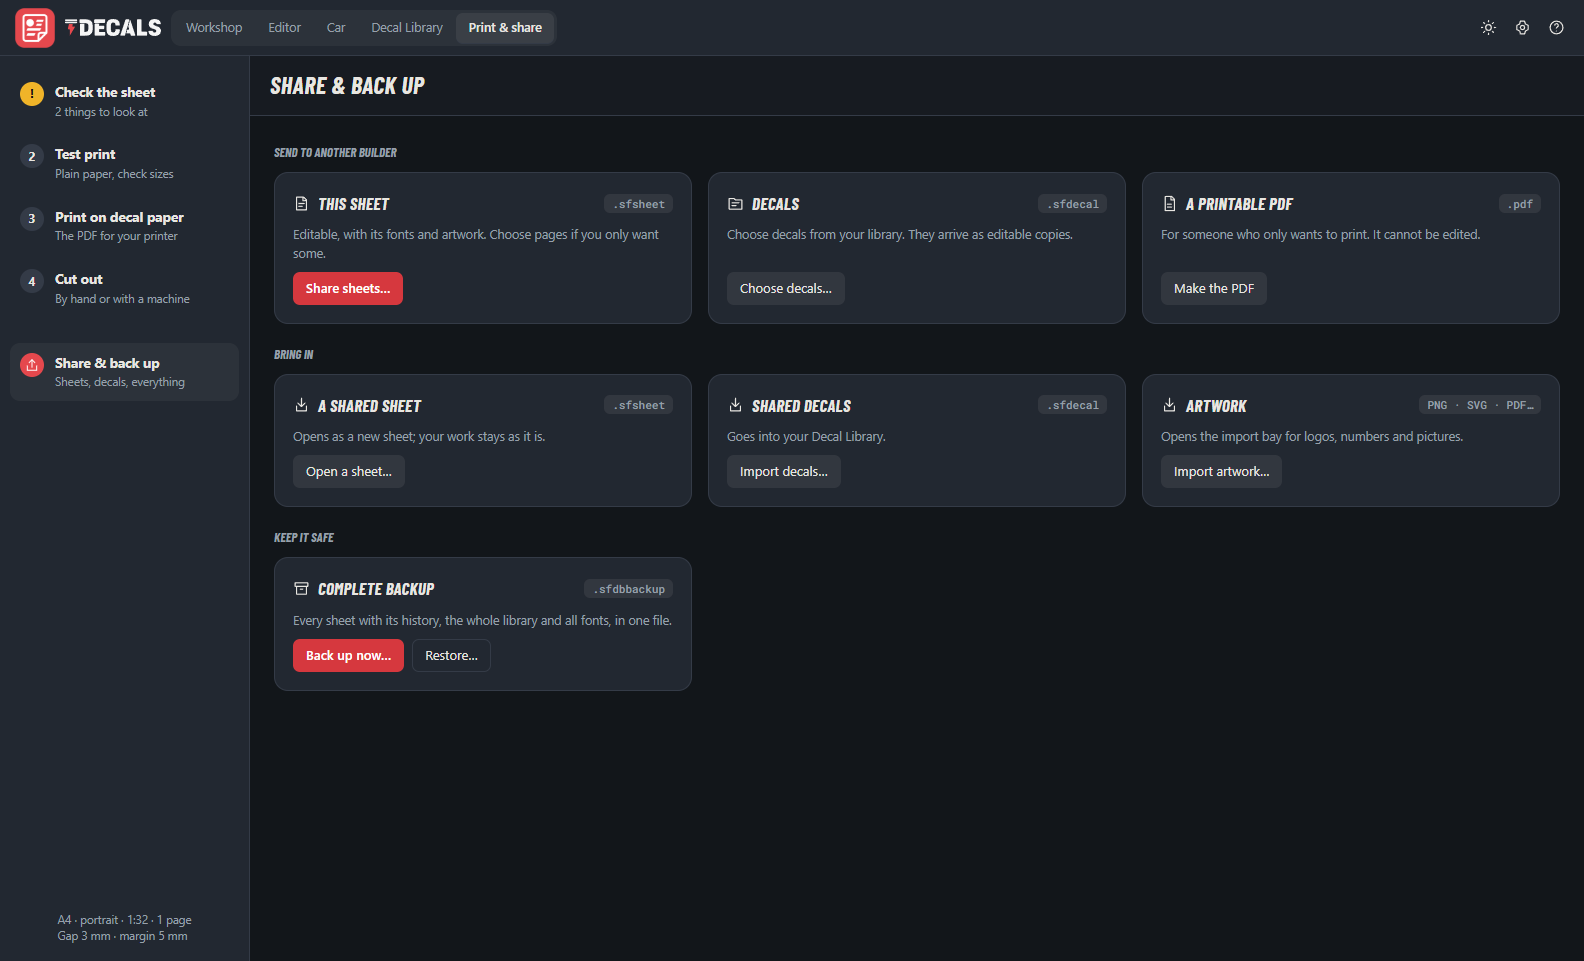 DECALS
Workshop
Editor
Car
Decal Library
Print & share
!
Check the sheet
2 things to look at
2
Test print
Plain paper, check sizes
3
Print on decal paper
The PDF for your printer
4
Cut out
By hand or with a machine
Share & back up
Sheets, decals, everything
A4 · portrait · 1:32 · 1 page
Gap 3 mm · margin 5 mm
SHARE & BACK UP
SEND TO ANOTHER BUILDER
THIS SHEET
.sfsheet
Editable, with its fonts and artwork. Choose pages if you only want
some.
Share sheets...
DECALS
.sfdecal
Choose decals from your library. They arrive as editable copies.
Choose decals...
A PRINTABLE PDF
.pdf
For someone who only wants to print. It cannot be edited.
Make the PDF
BRING IN
A SHARED SHEET
.sfsheet
Opens as a new sheet; your work stays as it is.
Open a sheet...
SHARED DECALS
.sfdecal
Goes into your Decal Library.
Import decals...
ARTWORK
PNG · SVG · PDF…
Opens the import bay for logos, numbers and pictures.
Import artwork...
KEEP IT SAFE
COMPLETE BACKUP
.sfdbbackup
Every sheet with its history, the whole library and all fonts, in one file.
Back up now...
Restore...